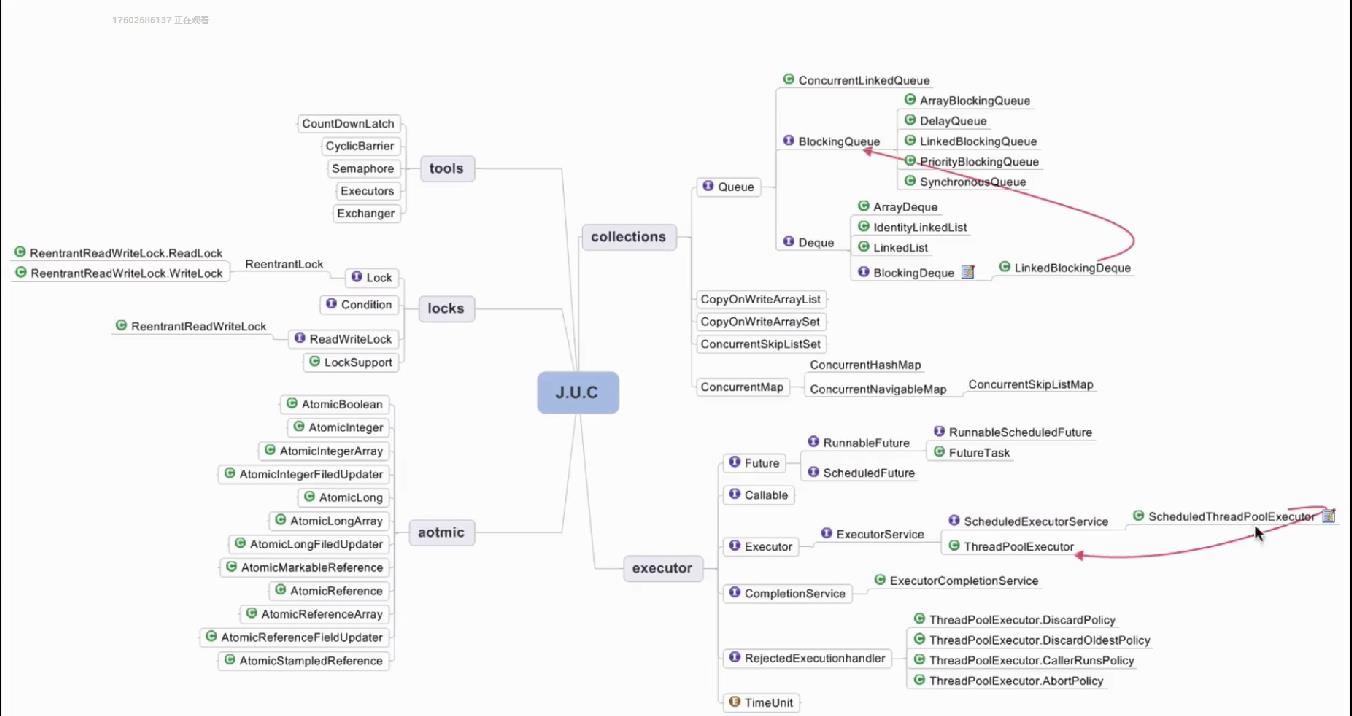 17602686137 正在观看
CountDownLatch
CyclicBarrier
Semaphore
Executors
Exchanger
tools
ReentrantReadWriteLock.ReadLock
ReentrantReadWriteLock.WriteLock
ReentrantLock
Lock
Condition
ReentrantReadWriteLock
ReadWriteLock
LockSupport
locks
AtomicBoolean
AtomicInteger
AtomicIntegerArray
AtomicIntegerFiledUpdater
AtomicLong
AtomicLongArray
AtomicLongFiledUpdater
AtomicMarkableReference
AtomicReference
AtomicReferenceArray
AtomicReferenceFieldUpdater
AtomicStampledReference
aotmic
J.U.C
collections
Queue
ConcurrentLinkedQueue
BlockingQueue
ArrayBlockingQueue
DelayQueue
LinkedBlockingQueue
PriorityBlockingQueue
SynchronousQueue
Deque
ArrayDeque
IdentityLinkedList
LinkedList
BlockingDeque
LinkedBlockingDeque
CopyOnWriteArrayList
CopyOnWriteArraySet
ConcurrentSkipListSet
ConcurrentMap
ConcurrentHashMap
ConcurrentNavigableMap
ConcurrentSkipListMap
executor
Future
RunnableFuture
RunnableScheduledFuture
FutureTask
ScheduledFuture
Callable
Executor
ExecutorService
ScheduledExecutorService
ScheduledThreadPoolExecutor
ThreadPoolExecutor
CompletionService
ExecutorCompletionService
RejectedExecutionhandler
ThreadPoolExecutor.DiscardPolicy
ThreadPoolExecutor.DiscardOldestPolicy
ThreadPoolExecutor.CallerRunsPolicy
ThreadPoolExecutor.AbortPolicy
TimeUnit